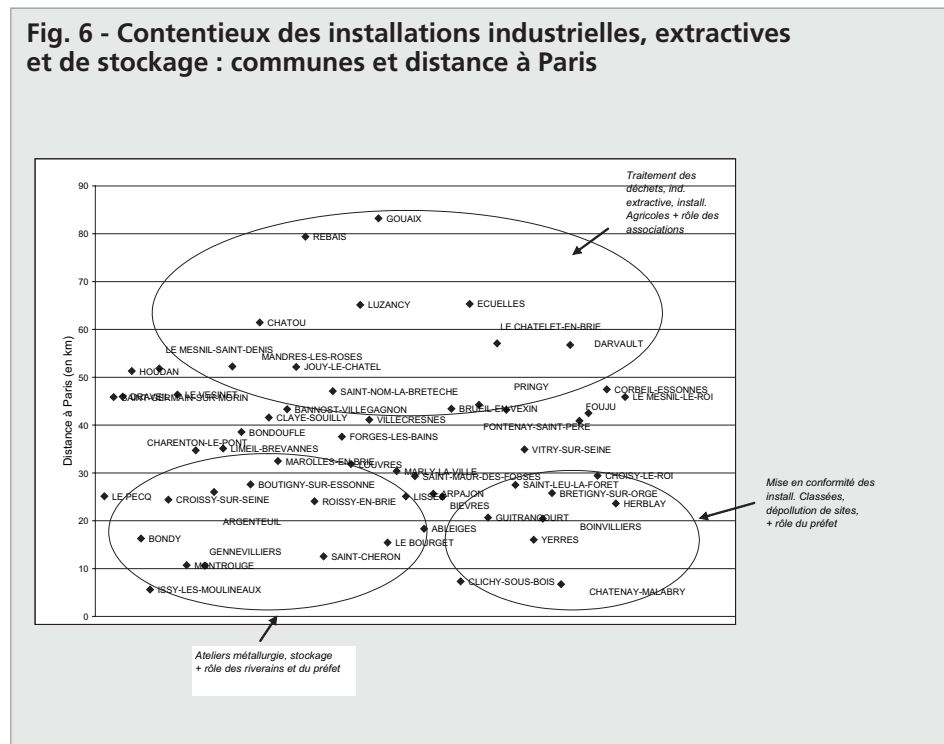 Fig. 6 - Contentieux des installations industrielles, extractives
et de stockage : communes et distance à Paris
Traitement des
déchets, ind.
extractive, install.
Agricoles + rôle des
associations
Distance à Paris (en km)
90
80
70
60
50
40
30
20
10
0
GOUAIX
REBAIS
LUZANCY
ECUELLES
CHATOU
LE CHATELET-EN-BRIE
DARVAULT
LE MESNIL-SAINT-DENIS
MANDRES-LES-ROSES
HOUDAN
JOUY-LE-CHATEL
SAINT-NOM-LA-BRETECHE
PRINGY
CORBEIL-ESSONNES
SAINT-GERMAIN-SUR-MORIN
DRAVEIL
LE VESINET
LE MESNIL-LE-ROI
BANNOST-VILLEGAGNON
BRUEIL-EN-VEXIN
FOUJU
CLAYE-SOUILLY
VILLECRESNES
FONTENAY-SAINT-PERE
BONDOUFLE
FORGES-LES-BAINS
CHARENTON-LE-PONT
LIMEIL-BREVANNES
VITRY-SUR-SEINE
MAROLLES-EN-BRIE
LOUVRES
MARLY-LA-VILLE
SAINT-MAUR-DES-FOSSES
CHOISY-LE-ROI
BOUTIGNY-SUR-ESSONNE
SAINT-LEU-LA-FORET
LE PECQ
CROISSY-SUR-SEINE
ROISSY-EN-BRIE
LISSES
ARPAJON
BIEVRES
BRETIGNY-SUR-ORGE
HERBLAY
ARGENTEUIL
GUITRANCOURT
BOINVILLIERS
ABLEIGES
BONDY
LE BOURGET
YERRES
GENNEVILLIERS
SAINT-CHERON
MONTROUGE
ISSY-LES-MOULINEAUX
CLICHY-SOUS-BOIS
CHATENAY-MALABRY
Mise en conformité des
install. Classées,
dépollution de sites,
+ rôle du préfet
Ateliers métallurgie, stockage
+ rôle des riverains et du préfet